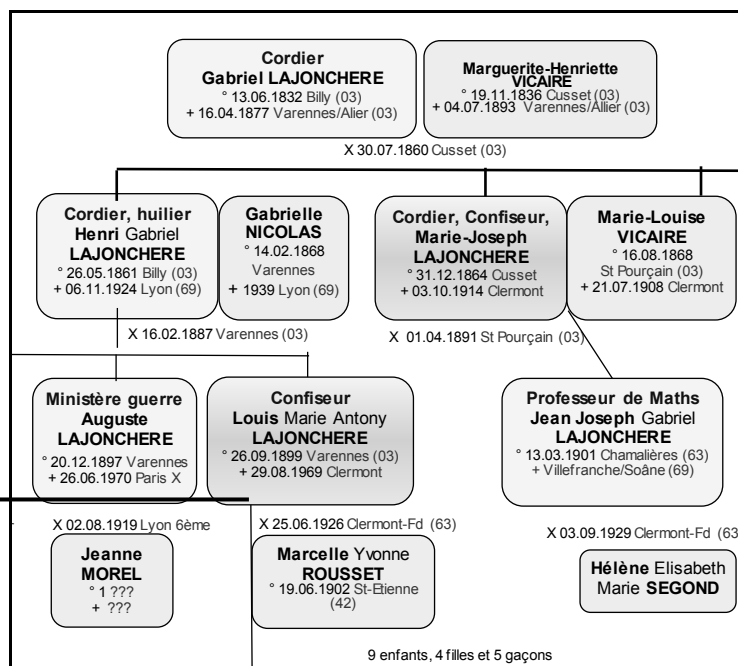 Cordier
Gabriel LAJONCHERE
° 13.06.1832 Billy (03)
+ 16.04.1877 Varennes/Alier (03)
Marguerite-Henriette
VICAIRE
° 19.11.1836 Cusset (03)
+ 04.07.1893 Varennes/Allier (03)
X 30.07.1860 Cusset (03)
Cordier, huilier
Henri Gabriel
LAJONCHERE
° 26.05.1861 Billy (03)
+ 06.11.1924 Lyon (69)
Gabrielle
NICOLAS
° 14.02.1868
Varennes
+ 1939 Lyon (69)
Cordier, Confiseur,
Marie-Joseph
LAJONCHERE
° 31.12.1864 Cusset
+ 03.10.1914 Clermont
Marie-Louise
VICAIRE
° 16.08.1868
St Pourçain (03)
+ 21.07.1908 Clermont
X 16.02.1887 Varennes (03)
X 01.04.1891 St Pourçain (03)
Ministère guerre
Auguste
LAJONCHERE
° 20.12.1897 Varennes
+ 26.06.1970 Paris X
Confiseur
Louis Marie Antony
LAJONCHERE
° 26.09.1899 Varennes (03)
+ 29.08.1969 Clermont
Professeur de Maths
Jean Joseph Gabriel
LAJONCHERE
° 13.03.1901 Chamalières (63)
+ Villefranche/Soâne (69)
X 02.08.1919 Lyon 6ème
X 25.06.1926 Clermont-Fd (63)
X 03.09.1929 Clermont-Fd (63
Jeanne
MOREL
° 1 ???
+ ???
Marcelle Yvonne
ROUSSET
° 19.06.1902 St-Etienne
(42)
Hélène Elisabeth
Marie SEGOND
9 enfants, 4 filles et 5 gaçons